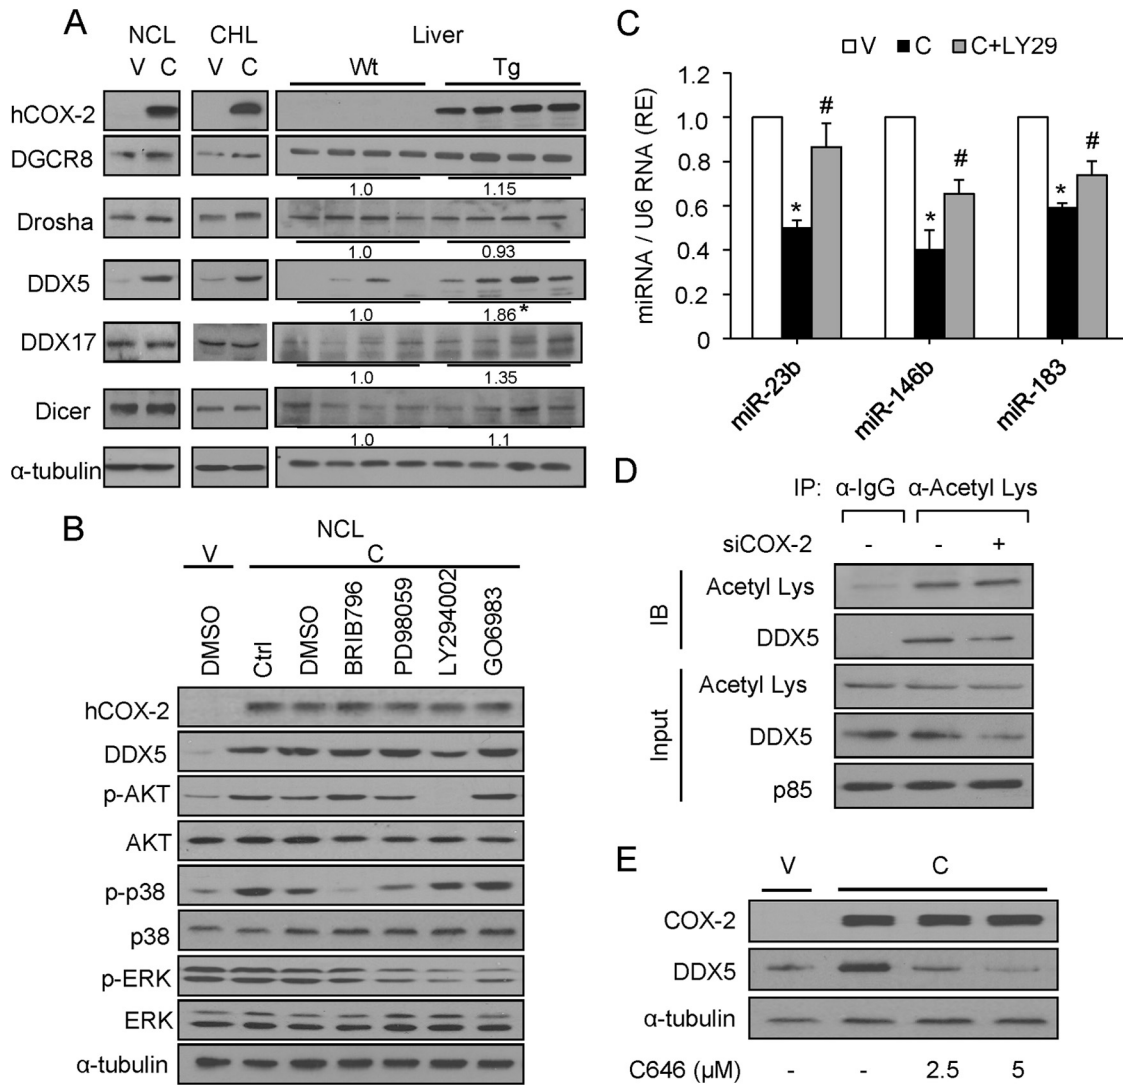 A
NCL CHL Liver
V C V C Wt Tg
hCOX-2
DGCR8
1.0 1.15
Drosha
1.0 0.93
DDX5
1.0 1.86*
DDX17
1.0 1.35
Dicer
1.0 1.1
α-tubulin
B
NCL
V C
DMSO Ctrl DMSO BRIB796 PD98059 LY294002 GO6983
hCOX-2
DDX5
p-AKT
AKT
p-p38
p38
p-ERK
ERK
α-tubulin
C
V C C+LY29
miRNA / U6 RNA (RE)
1.2
1.0
0.8
0.6
0.4
0.2
0
* # * # * #
miR-23b miR-146b miR-183
D
IP: α-IgG α-Acetyl Lys
siCOX-2 - - +
IB
Acetyl Lys
DDX5
Input
Acetyl Lys
DDX5
p85
E
V C
COX-2
DDX5
α-tubulin
C646 (μM) - - 2.5 5